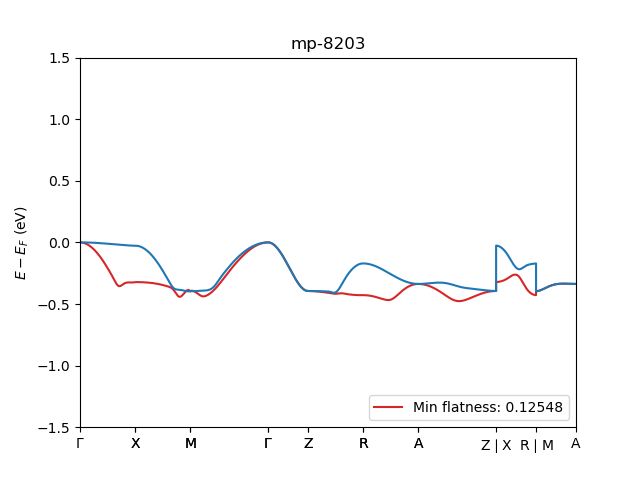 mp-8203
1.5
1.0
0.5
0.0
−0.5
−1.0
−1.5
E − E_F (eV)
Min flatness: 0.12548
Γ X M Γ Z R A Z | X R | M A